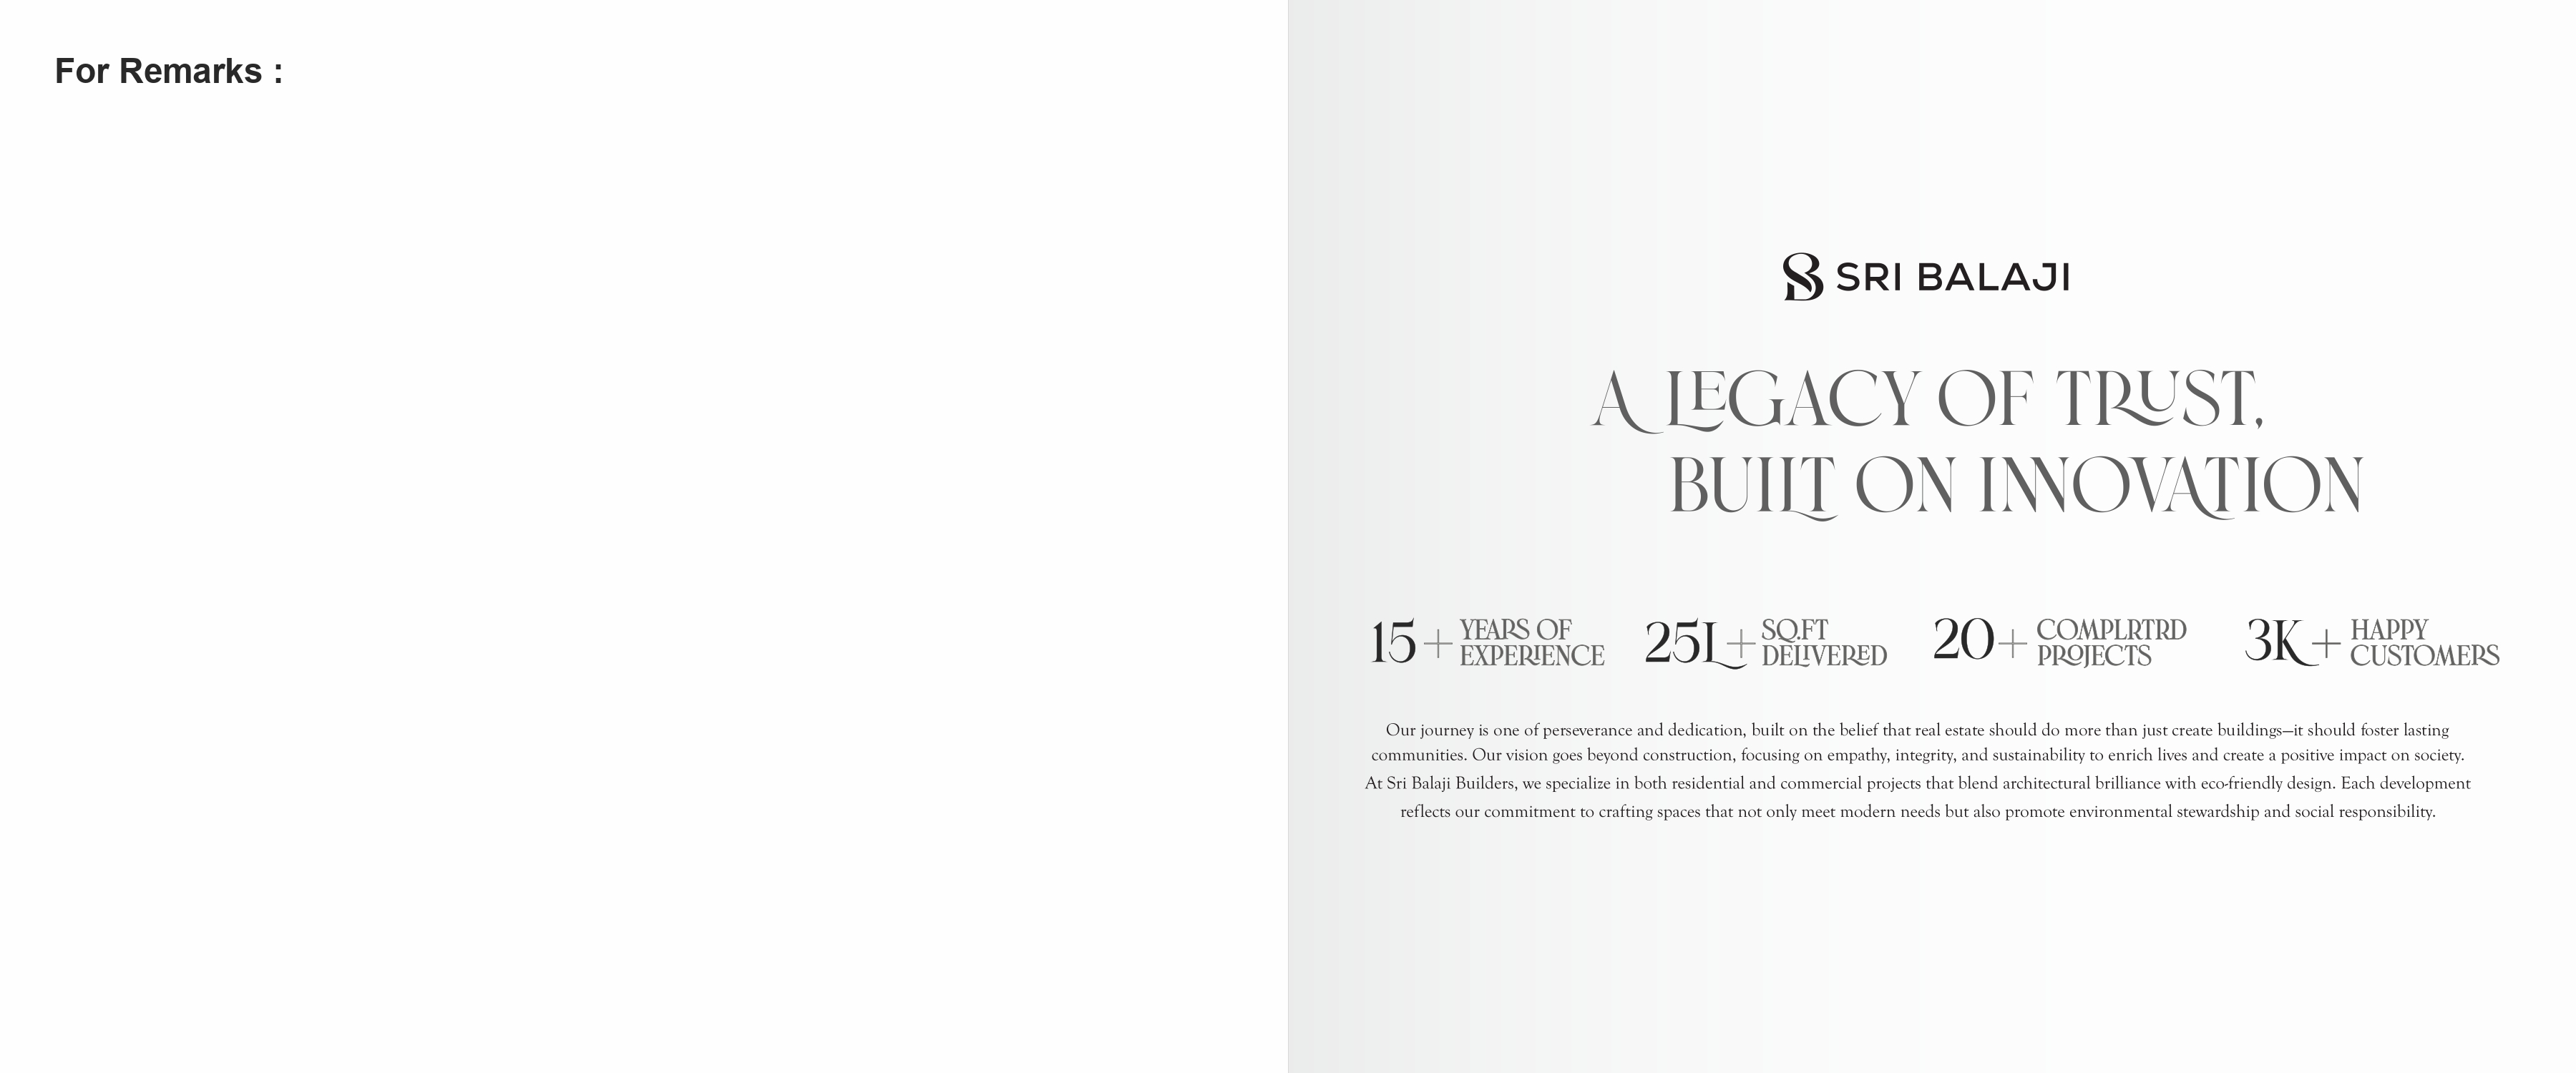 For Remarks :
SRI BALAJI
A LEGACY OF TRUST,
BUILT ON INNOVATION
15+ YEARS OF
EXPERIENCE
25L+ SQ.FT
DELIVERED
20+ COMPLRTRD
PROJECTS
3K+ HAPPY
CUSTOMERS
Our journey is one of perseverance and dedication, built on the belief that real estate should do more than just create buildings—it should foster lasting
communities. Our vision goes beyond construction, focusing on empathy, integrity, and sustainability to enrich lives and create a positive impact on society.
At Sri Balaji Builders, we specialize in both residential and commercial projects that blend architectural brilliance with eco-friendly design. Each development
reflects our commitment to crafting spaces that not only meet modern needs but also promote environmental stewardship and social responsibility.